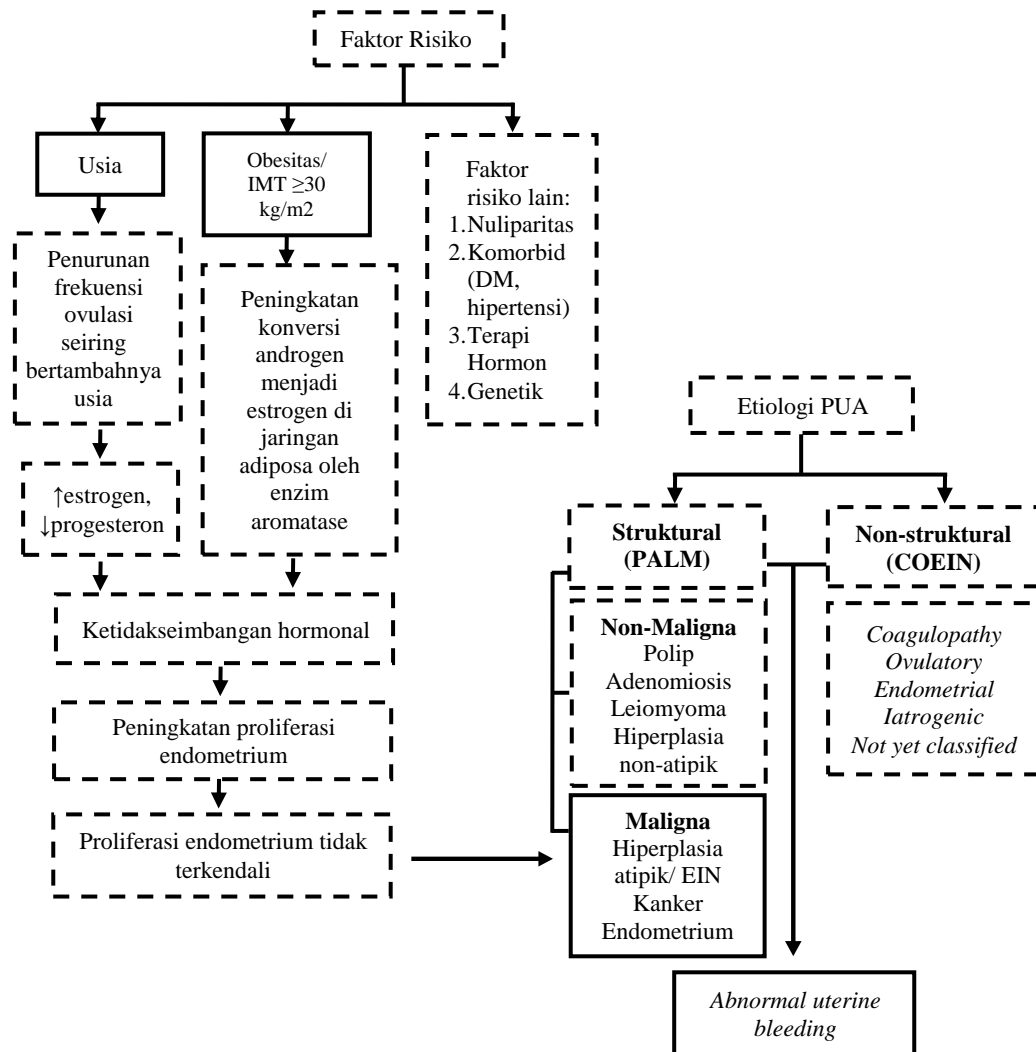 Faktor Risiko
Usia
Obesitas/
IMT ≥30
kg/m2
Faktor
risiko lain:
1.Nuliparitas
2.Komorbid
(DM,
hipertensi)
3.Terapi
Hormon
4.Genetik
Penurunan
frekuensi
ovulasi
seiring
bertambahnya
usia
Peningkatan
konversi
androgen
menjadi
estrogen di
jaringan
adiposa oleh
enzim
aromatase
↑estrogen,
↓progesteron
Ketidakseimbangan hormonal
Peningkatan proliferasi
endometrium
Proliferasi endometrium tidak
terkendali
Etiologi PUA
Struktural
(PALM)
Non-struktural
(COEIN)
Non-Maligna
Polip
Adenomiosis
Leiomyoma
Hiperplasia
non-atipik
Coagulopathy
Ovulatory
Endometrial
Iatrogenic
Not yet classified
Maligna
Hiperplasia
atipik/ EIN
Kanker
Endometrium
Abnormal uterine
bleeding